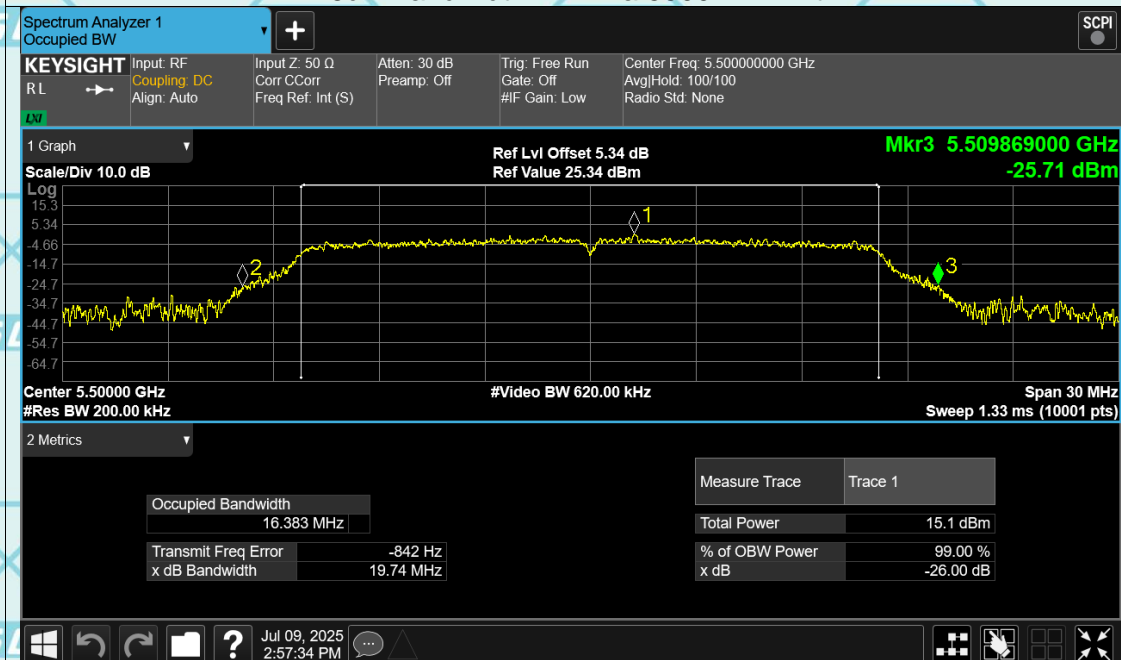 Spectrum Analyzer 1
Occupied BW
+
SCPI
KEYSIGHT
RL
LXI
Input: RF
Coupling: DC
Align: Auto
Input Z: 50 Ω
Corr CCorr
Freq Ref: Int (S)
Atten: 30 dB
Preamp: Off
Trig: Free Run
Gate: Off
#IF Gain: Low
Center Freq: 5.500000000 GHz
Avg|Hold: 100/100
Radio Std: None
1 Graph
Scale/Div 10.0 dB
Ref Lvl Offset 5.34 dB
Ref Value 25.34 dBm
Mkr3 5.509869000 GHz
-25.71 dBm
Log
15.3
5.34
-4.66
-14.7
-24.7
-34.7
-44.7
-54.7
-64.7
1
2
3
Center 5.50000 GHz
#Video BW 620.00 kHz
Span 30 MHz
#Res BW 200.00 kHz
Sweep 1.33 ms (10001 pts)
2 Metrics
Occupied Bandwidth
16.383 MHz
Transmit Freq Error -842 Hz
x dB Bandwidth 19.74 MHz
Measure Trace Trace 1
Total Power 15.1 dBm
% of OBW Power 99.00 %
x dB -26.00 dB
?
Jul 09, 2025
2:57:34 PM